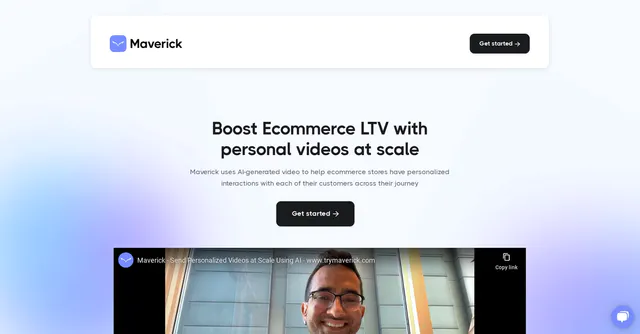 Maverick
Get started →
Boost Ecommerce LTV with
personal videos at scale
Maverick uses AI-generated video to help ecommerce stores have personalized
interactions with each of their customers across their journey
Get started →
Maverick - Send Personalized Videos at Scale Using AI - www.trymaverick.com
Copy link